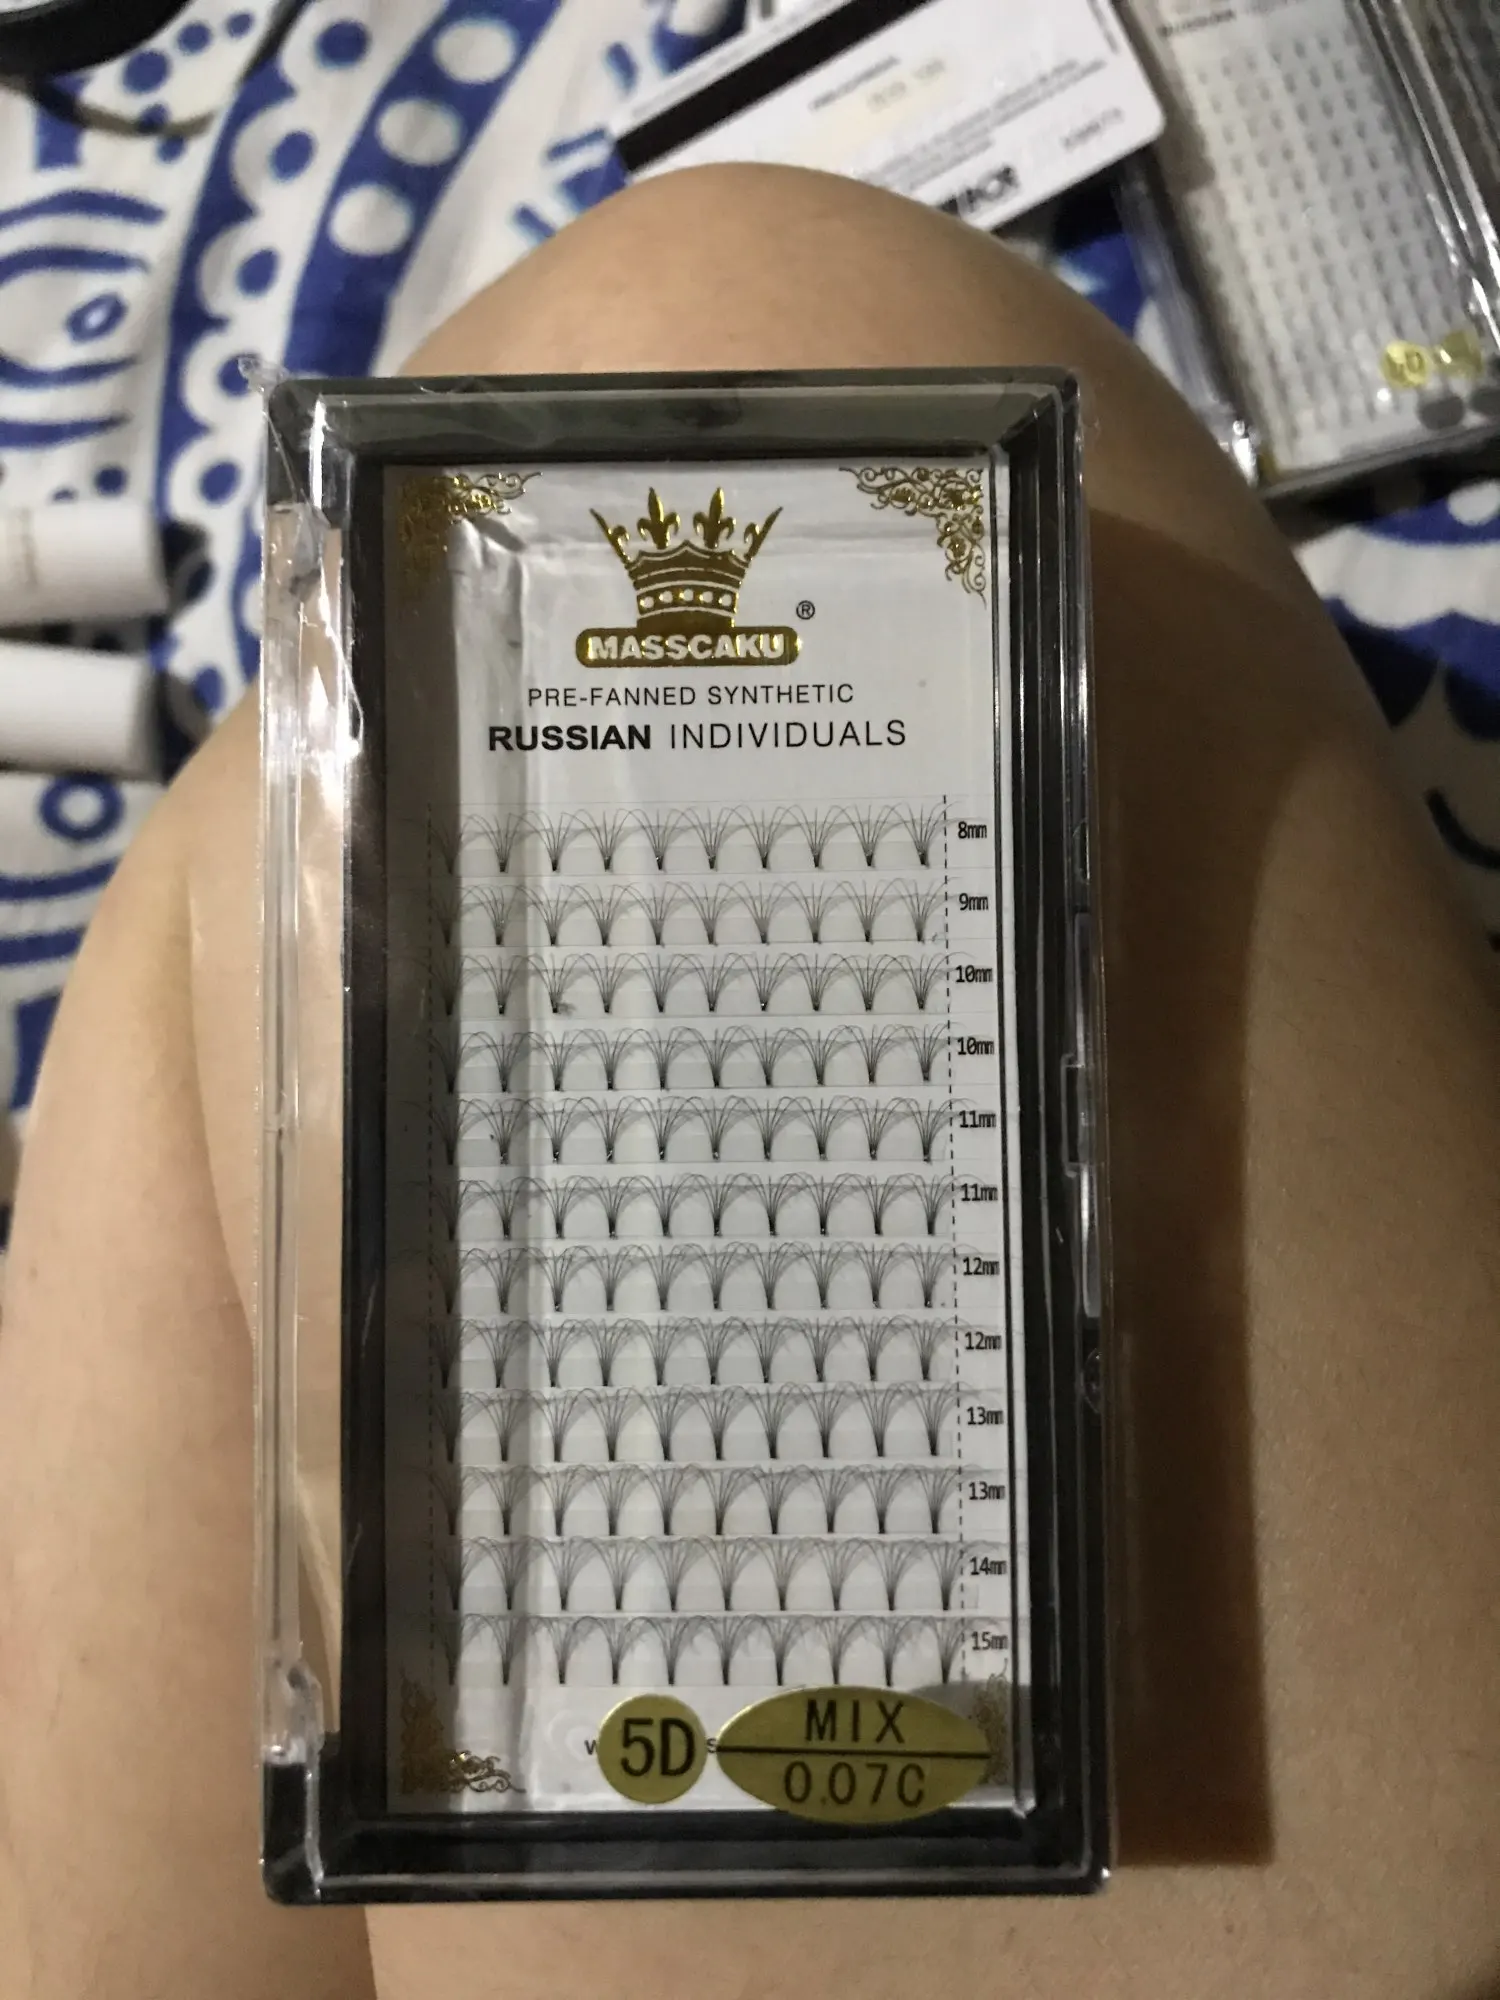 ®
MASSCAKU
PRE-FANNED SYNTHETIC
RUSSIAN INDIVIDUALS
8mm
9mm
10mm
10mm
11mm
11mm
12mm
12mm
13mm
13mm
14mm
15mm
5D
MIX
0.07C